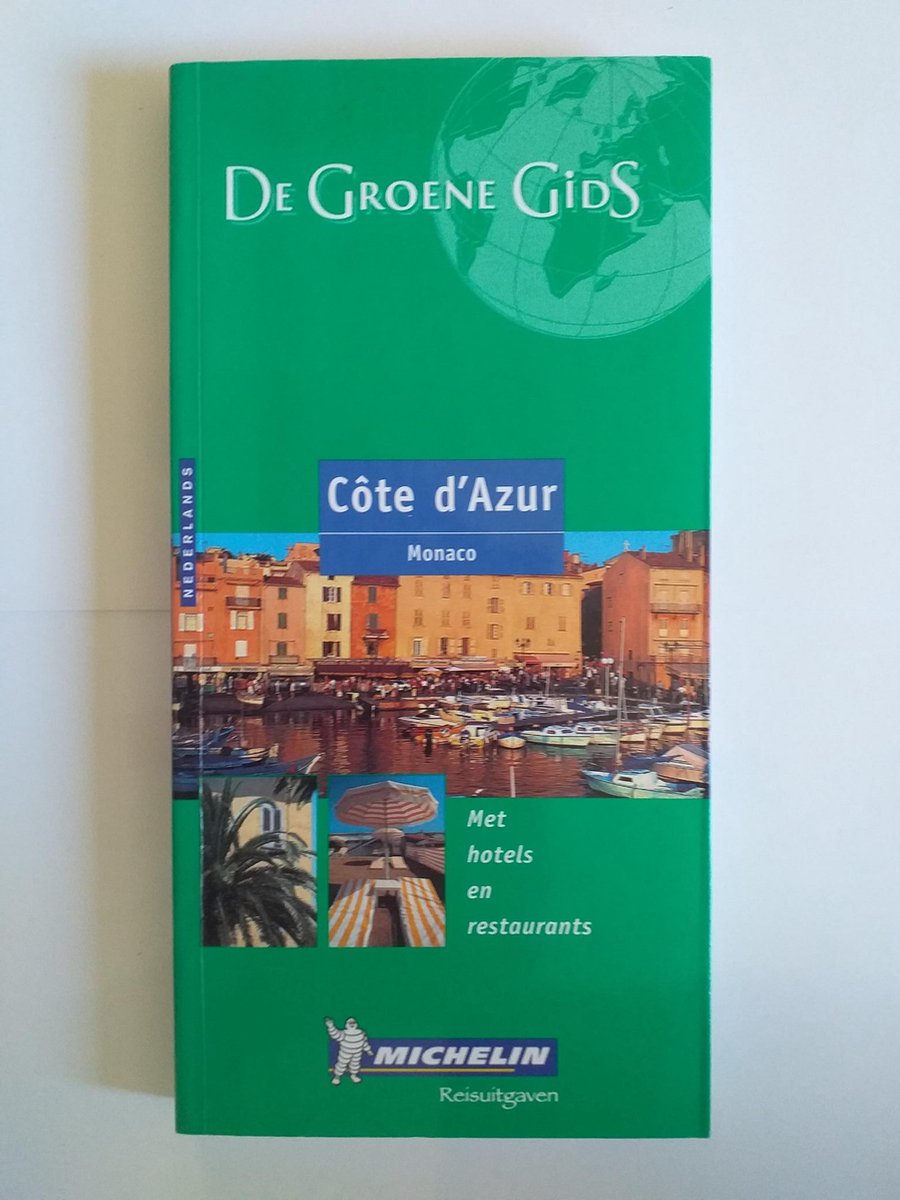 DE GROENE GIDS
NEDERLANDS
Côte d'Azur
Monaco
Met
hotels
en
restaurants
MICHELIN
Reisuitgaven